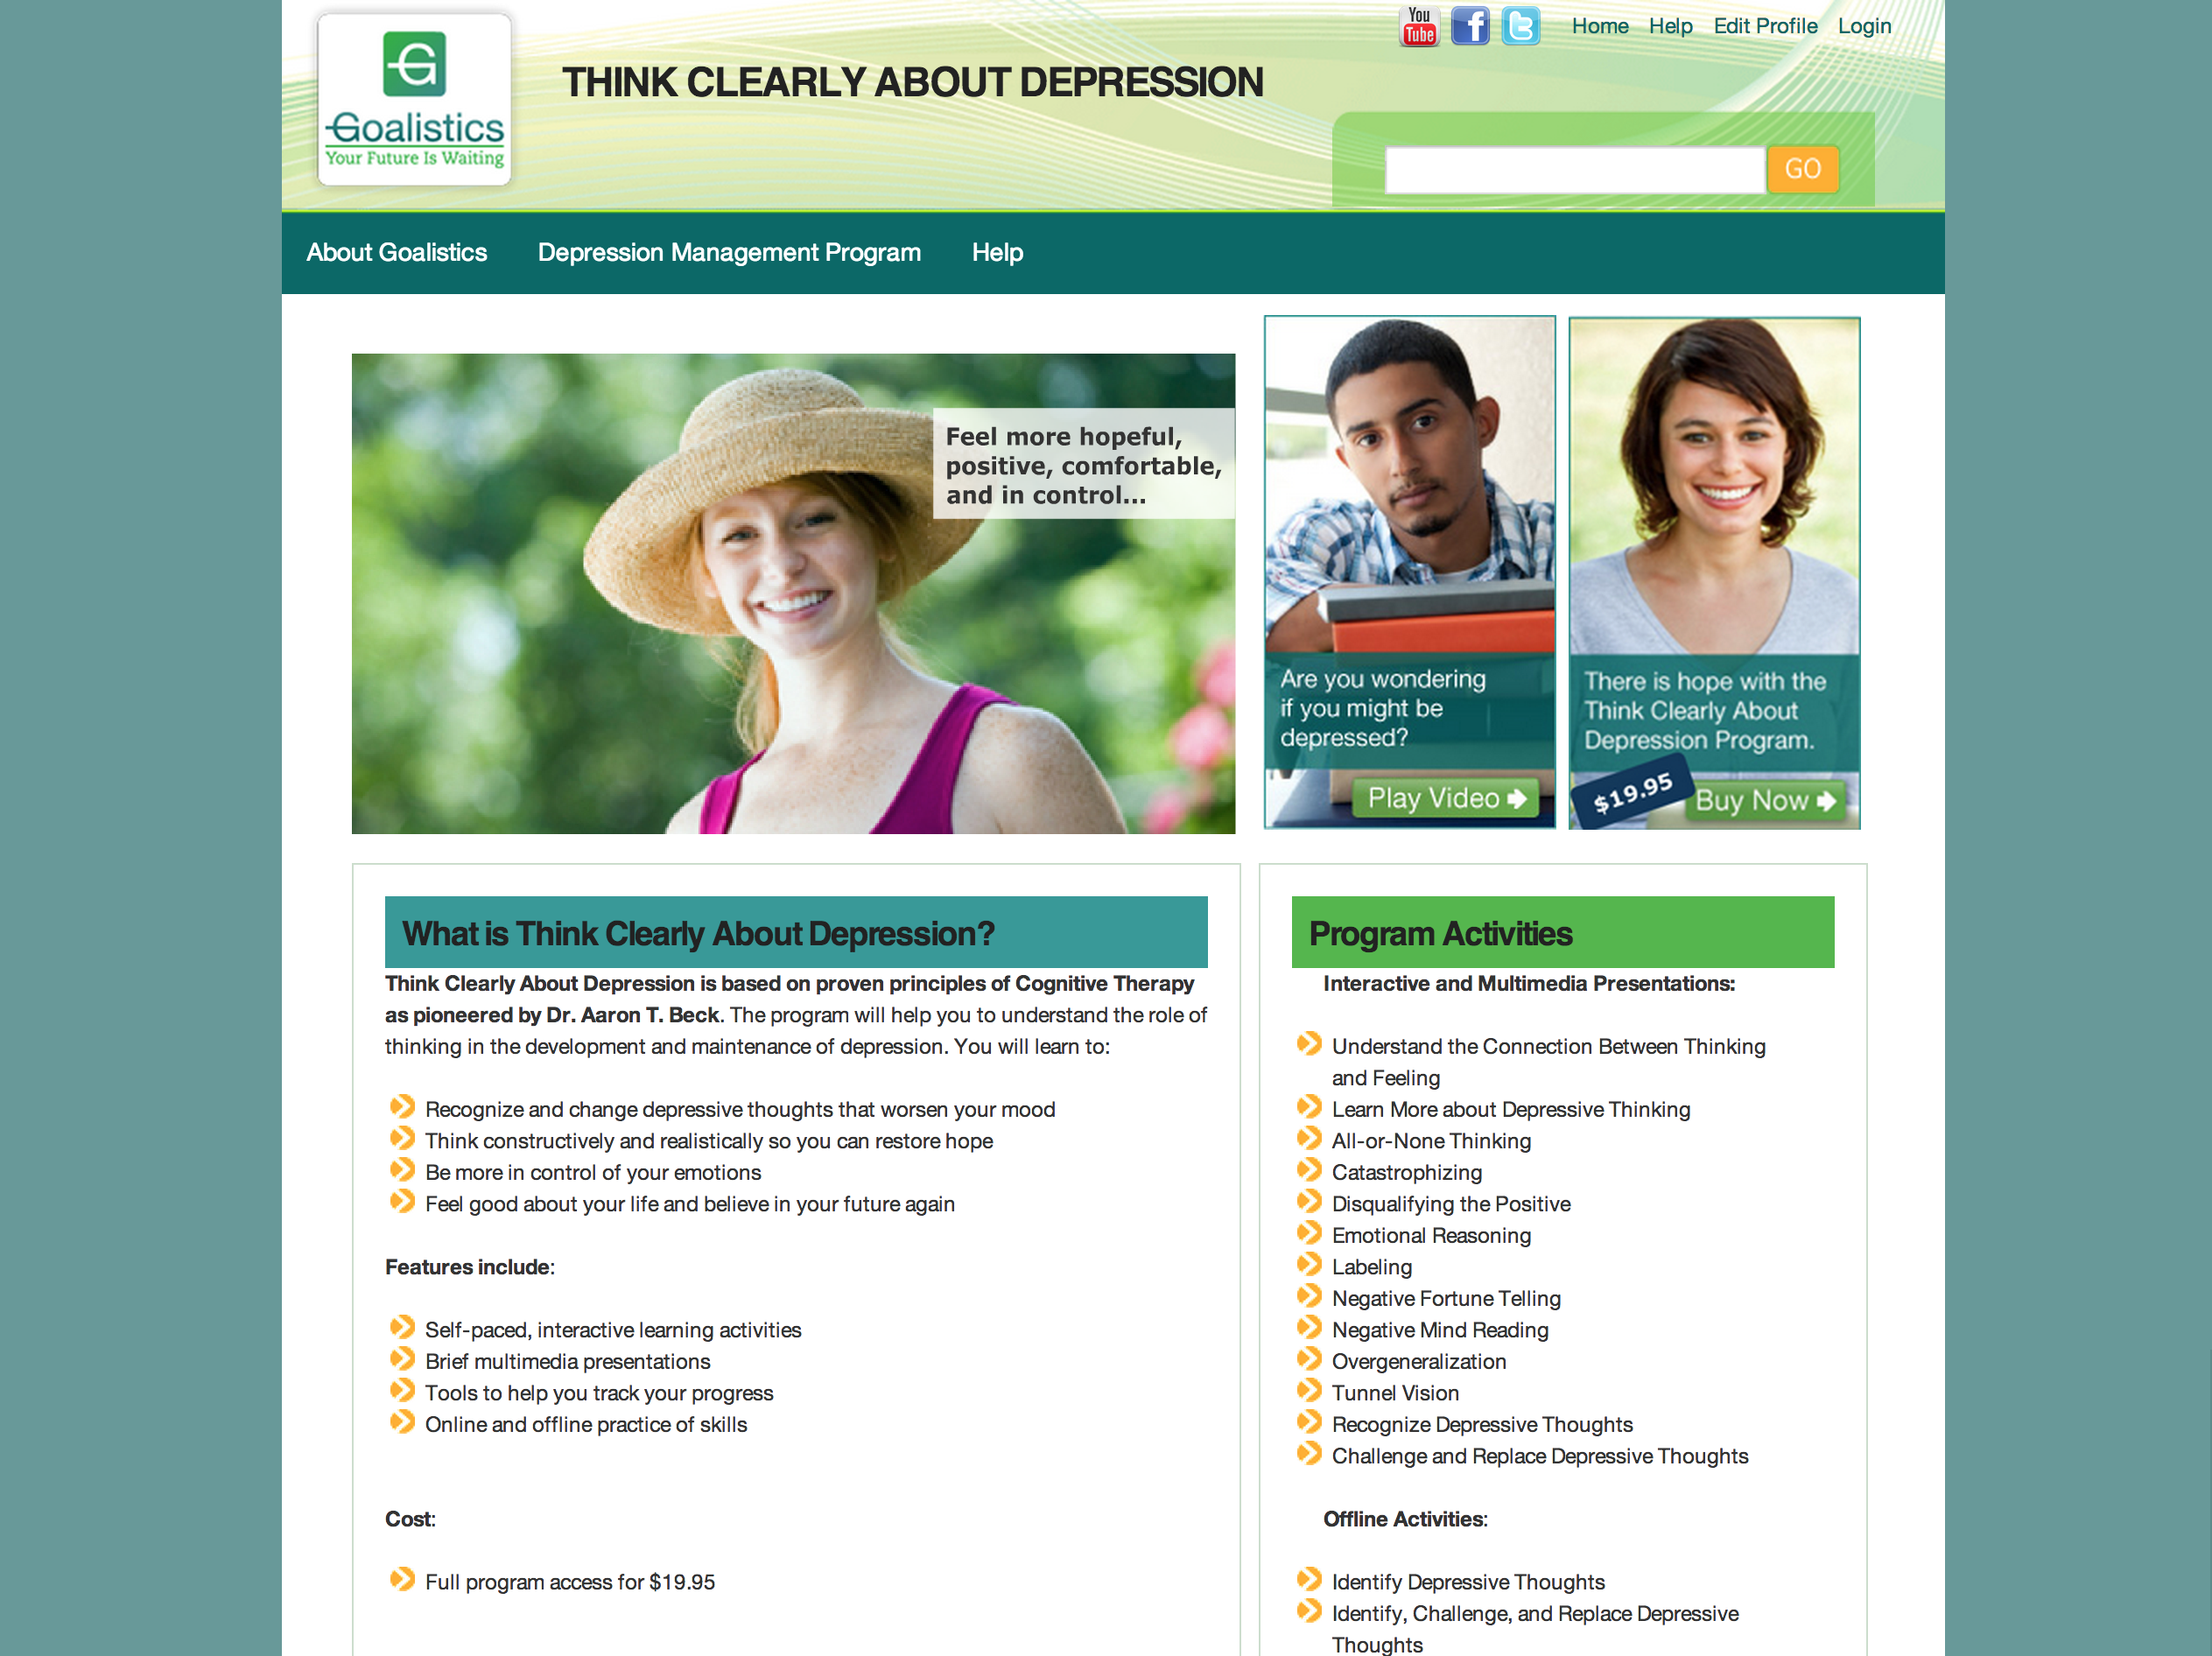 You
Tube
Home Help Edit Profile Login
G
Goalistics
Your Future Is Waiting
THINK CLEARLY ABOUT DEPRESSION
GO
About Goalistics Depression Management Program Help
Feel more hopeful,
positive, comfortable,
and in control...
Are you wondering
if you might be
depressed?
Play Video
There is hope with the
Think Clearly About
Depression Program.
$19.95
Buy Now
What is Think Clearly About Depression?
Think Clearly About Depression is based on proven principles of Cognitive Therapy
as pioneered by Dr. Aaron T. Beck. The program will help you to understand the role of
thinking in the development and maintenance of depression. You will learn to:
Recognize and change depressive thoughts that worsen your mood
Think constructively and realistically so you can restore hope
Be more in control of your emotions
Feel good about your life and believe in your future again
Features include:
Self-paced, interactive learning activities
Brief multimedia presentations
Tools to help you track your progress
Online and offline practice of skills
Cost:
Full program access for $19.95
Program Activities
Interactive and Multimedia Presentations:
Understand the Connection Between Thinking
and Feeling
Learn More about Depressive Thinking
All-or-None Thinking
Catastrophizing
Disqualifying the Positive
Emotional Reasoning
Labeling
Negative Fortune Telling
Negative Mind Reading
Overgeneralization
Tunnel Vision
Recognize Depressive Thoughts
Challenge and Replace Depressive Thoughts
Offline Activities:
Identify Depressive Thoughts
Identify, Challenge, and Replace Depressive
Thoughts